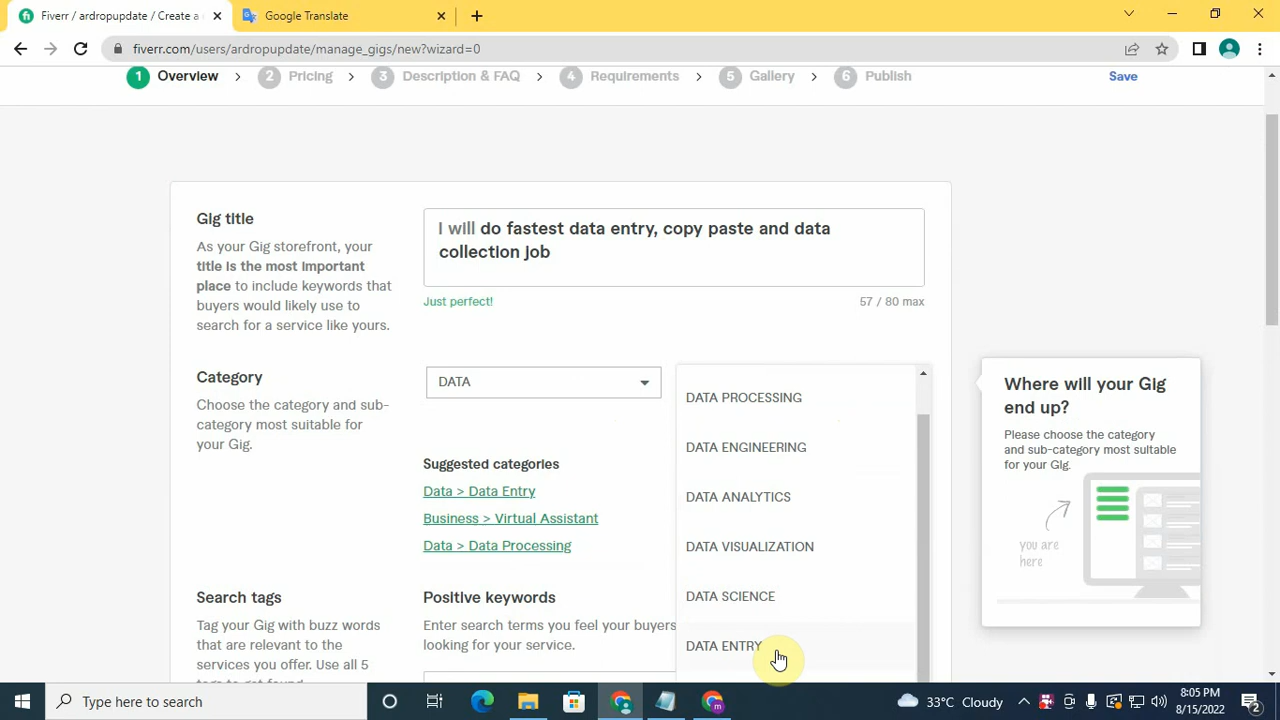 Fiverr / ardropupdate / Create a
Google Translate
fiverr.com/users/ardropupdate/manage_gigs/new?wizard=0
1 Overview
2 Pricing
3 Description & FAQ
4 Requirements
5 Gallery
6 Publish
Save
Gig title
As your Gig storefront, your
title is the most important
place to include keywords that
buyers would likely use to
search for a service like yours.
I will do fastest data entry, copy paste and data
collection job
Just perfect!
57 / 80 max
Category
Choose the category and sub-
category most suitable for
your Gig.
DATA
DATA PROCESSING
DATA ENGINEERING
DATA ANALYTICS
DATA VISUALIZATION
DATA SCIENCE
DATA ENTRY
Suggested categories
Data > Data Entry
Business > Virtual Assistant
Data > Data Processing
Where will your Gig
end up?
Please choose the category
and sub-category most suitable
for your Gig.
you are
here
Search tags
Tag your Gig with buzz words
that are relevant to the
services you offer. Use all 5
tags to get found.
Positive keywords
Enter search terms you feel your buyers
looking for your service.
Type here to search
33°C Cloudy
8:05 PM
8/15/2022
2